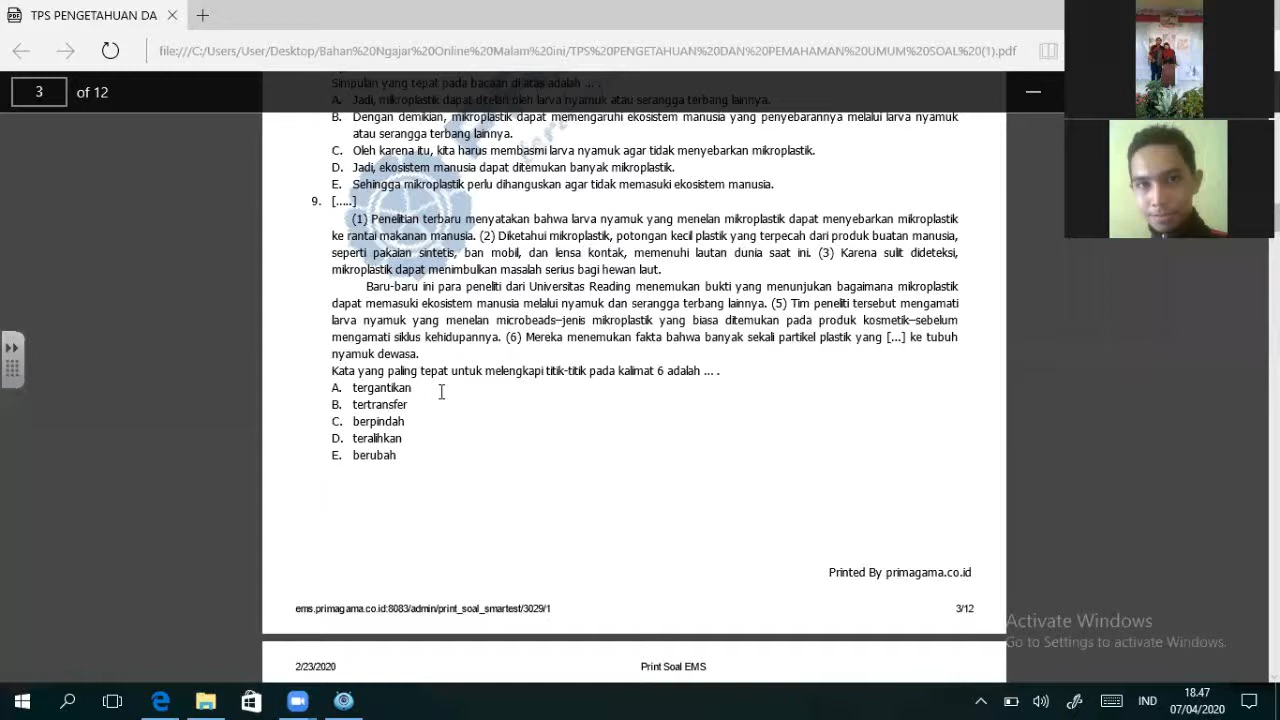 TPS PENGETAHUAN DA
file:///C:/Users/User/Desktop/Bahan%20Ngajar%20Online%20Malam%20ini/TPS%20PENGETAHUAN%20DAN%20PEMAHAMAN%20UMUM%20SOAL%20(1).pdf
3 of 12
Simpulan yang tepat pada bacaan di atas adalah ... .
A. Jadi, mikroplastik dapat ditelan oleh larva nyamuk atau serangga terbang lainnya.
B. Dengan demikian, mikroplastik dapat memengaruhi ekosistem manusia yang penyebarannya melalui larva nyamuk
atau serangga terbang lainnya.
C. Oleh karena itu, kita harus membasmi larva nyamuk agar tidak menyebarkan mikroplastik.
D. Jadi, ekosistem manusia dapat ditemukan banyak mikroplastik.
E. Sehingga mikroplastik perlu dihanguskan agar tidak memasuki ekosistem manusia.
9. [.....]
(1) Penelitian terbaru menyatakan bahwa larva nyamuk yang menelan mikroplastik dapat menyebarkan mikroplastik
ke rantai makanan manusia. (2) Diketahui mikroplastik, potongan kecil plastik yang terpecah dari produk buatan manusia,
seperti pakaian sintetis, ban mobil, dan lensa kontak, memenuhi lautan dunia saat ini. (3) Karena sulit dideteksi,
mikroplastik dapat menimbulkan masalah serius bagi hewan laut.
Baru-baru ini para peneliti dari Universitas Reading menemukan bukti yang menunjukan bagaimana mikroplastik
dapat memasuki ekosistem manusia melalui nyamuk dan serangga terbang lainnya. (5) Tim peneliti tersebut mengamati
larva nyamuk yang menelan microbeads–jenis mikroplastik yang biasa ditemukan pada produk kosmetik–sebelum
mengamati siklus kehidupannya. (6) Mereka menemukan fakta bahwa banyak sekali partikel plastik yang [...] ke tubuh
nyamuk dewasa.
Kata yang paling tepat untuk melengkapi titik-titik pada kalimat 6 adalah ... .
A. tergantikan
B. tertransfer
C. berpindah
D. teralihkan
E. berubah
Printed By primagama.co.id
ems.primagama.co.id:8083/admin/print_soal_smartest/3029/1 3/12
Activate Windows
Go to Settings to activate Windows.
2/23/2020 Print Soal EMS
IND
18.47
07/04/2020